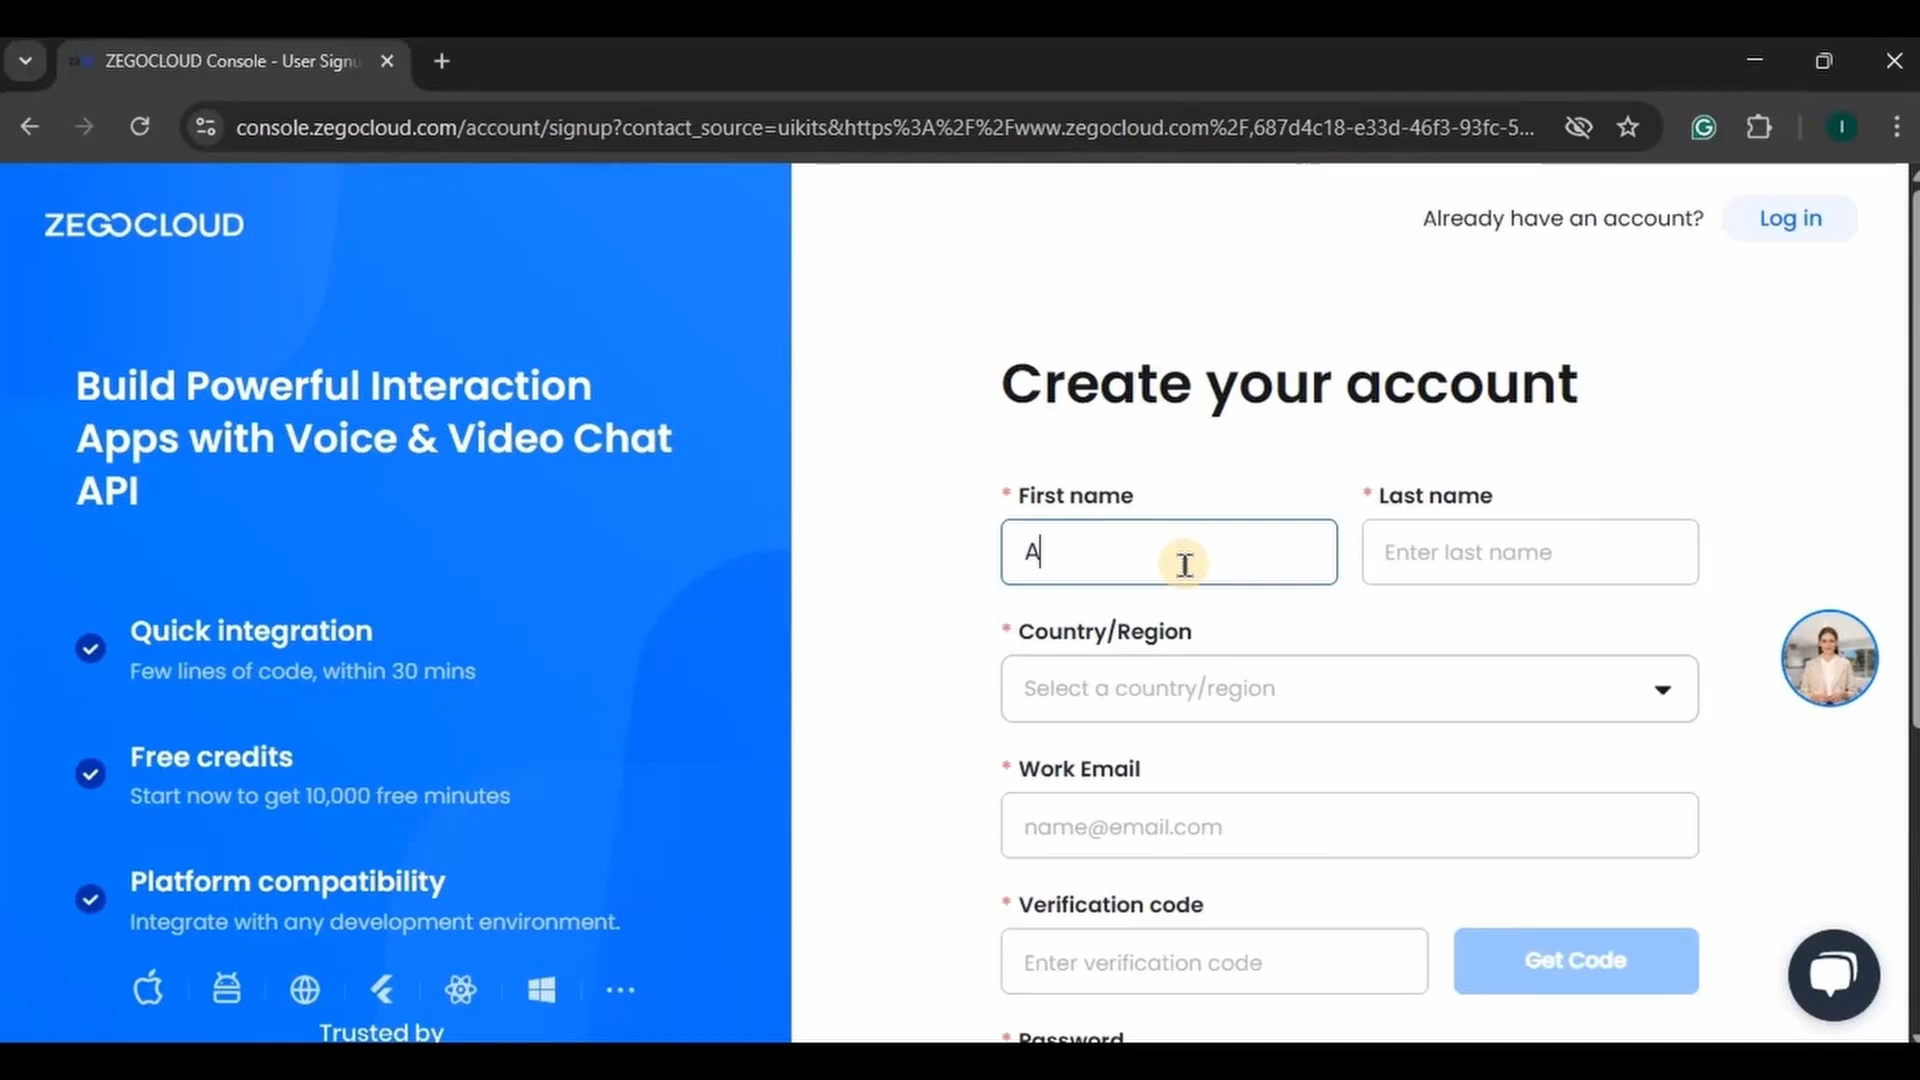 ZEGOCLOUD Console - User Signu
console.zegocloud.com/account/signup?contact_source=uikits&https%3A%2F%2Fwww.zegocloud.com%2F,687d4c18-e33d-46f3-93fc-5...
I
ZEGOCLOUD
Already have an account?
Log in
Build Powerful Interaction
Apps with Voice & Video Chat
API
Create your account
* First name
* Last name
A
Enter last name
Quick integration
Few lines of code, within 30 mins
* Country/Region
Select a country/region
Free credits
Start now to get 10,000 free minutes
* Work Email
name@email.com
Platform compatibility
Integrate with any development environment.
* Verification code
Enter verification code
Get Code
Trusted by
* Password